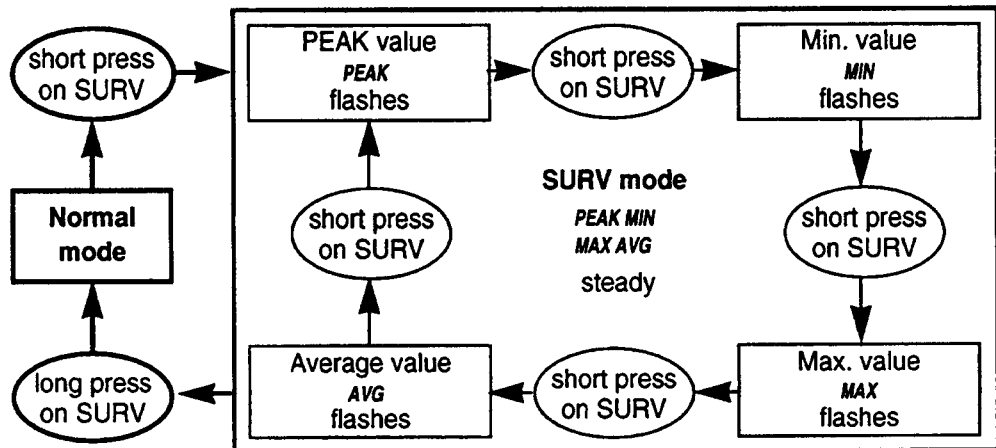 short press
on SURV
PEAK value
PEAK
flashes
short press
on SURV
Min. value
MIN
flashes
Normal
mode
short press
on SURV
SURV mode
PEAK MIN
MAX AVG
steady
short press
on SURV
long press
on SURV
Average value
AVG
flashes
short press
on SURV
Max. value
MAX
flashes